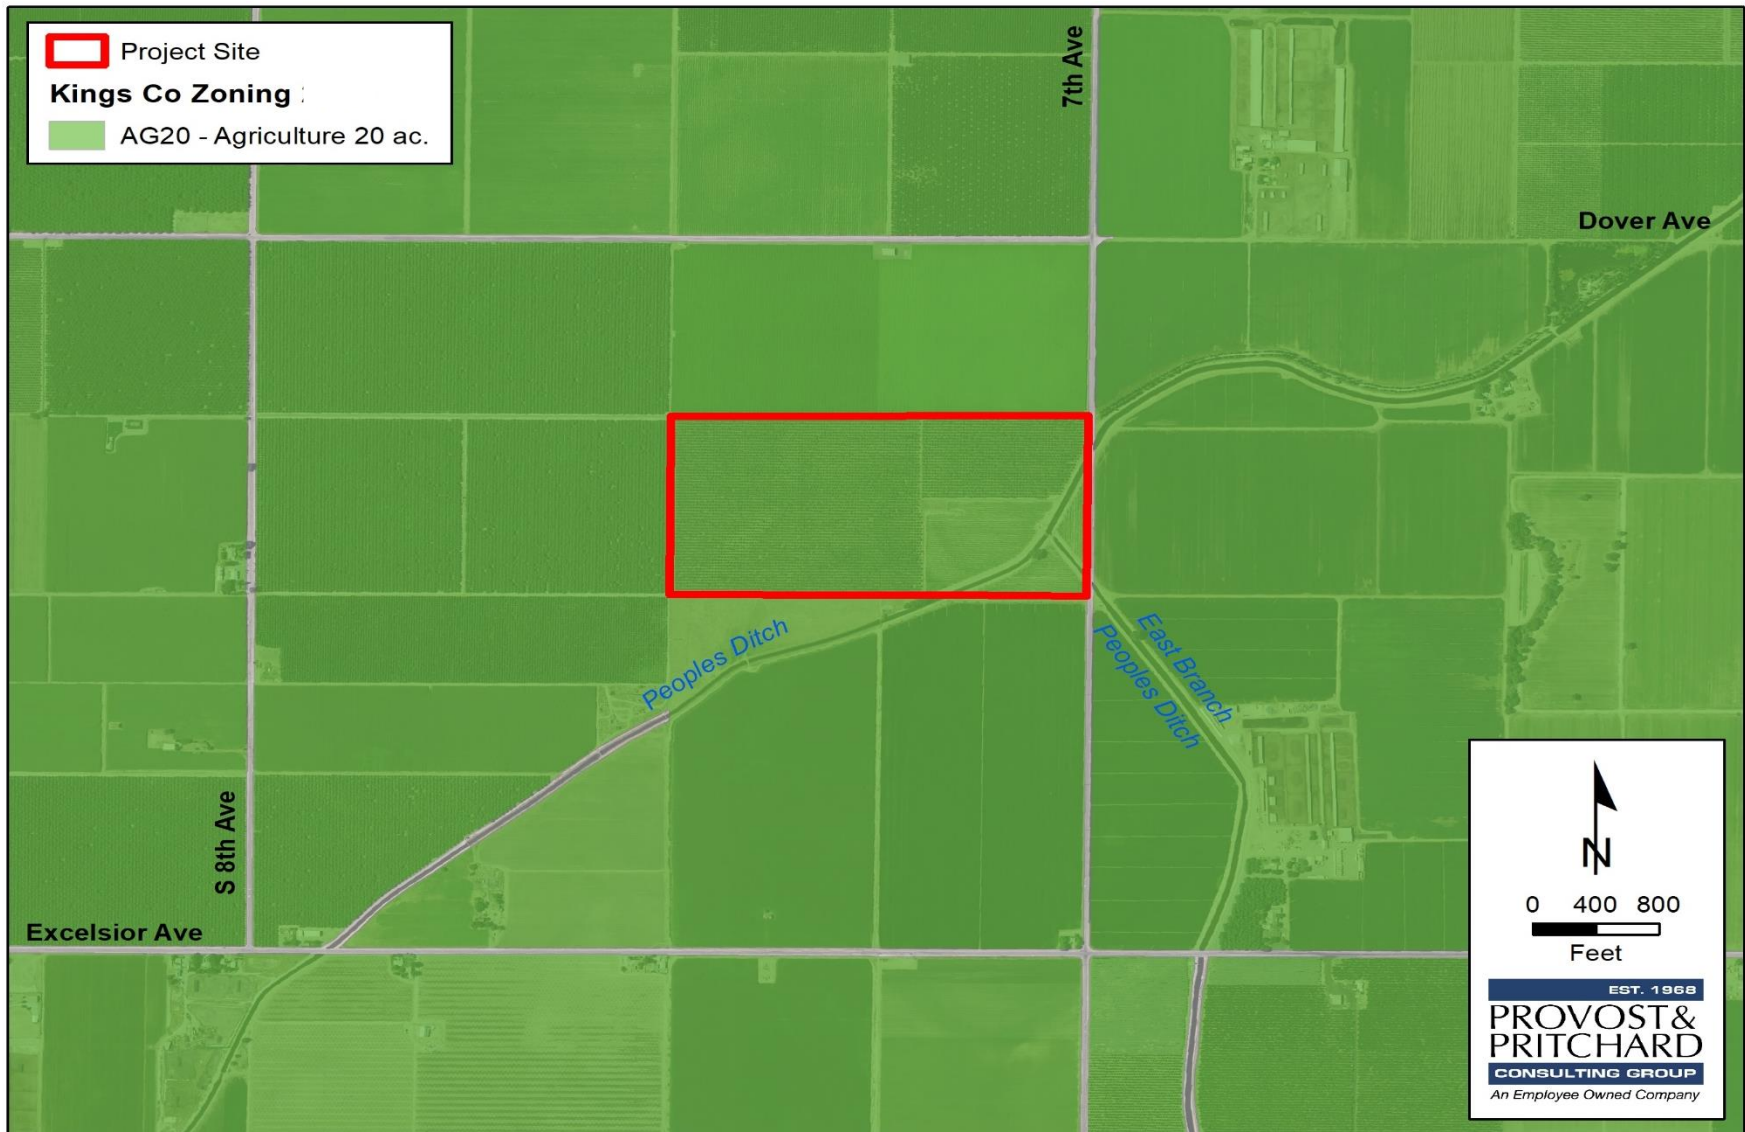 Project Site
Kings Co Zoning
AG20 - Agriculture 20 ac.
7th Ave
Dover Ave
Peoples Ditch
East Branch
Peoples Ditch
S 8th Ave
Excelsior Ave
N
0 400 800
Feet
EST. 1968
PROVOST&
PRITCHARD
CONSULTING GROUP
An Employee Owned Company